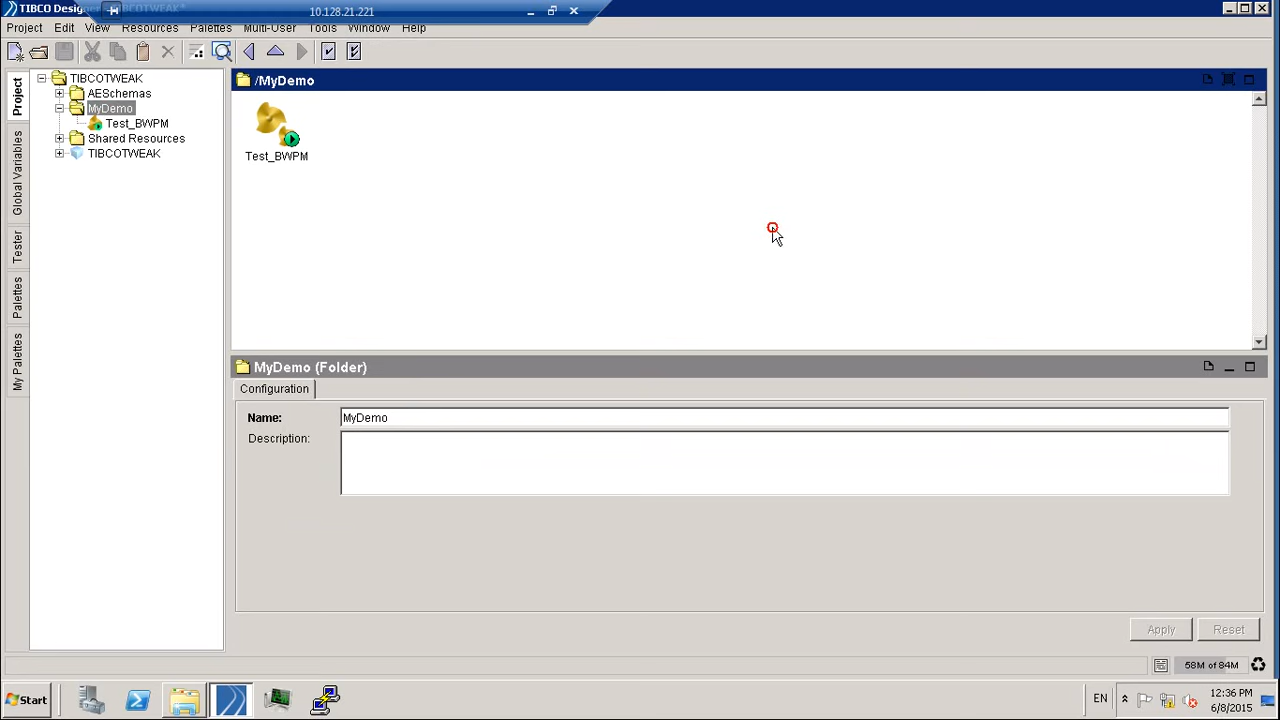 TIBCO Desig
COTWEAK*
10.128.21.221
Project Edit View Resources Palettes Multi-User Tools Window Help
Project
Global Variables
Tester
Palettes
My Palettes
TIBCOTWEAK
AESchemas
MyDemo
Test_BWPM
Shared Resources
TIBCOTWEAK
/MyDemo
Test_BWPM
MyDemo (Folder)
Configuration
Name: MyDemo
Description:
Apply Reset
58M of 84M
Start
EN
12:36 PM
6/8/2015